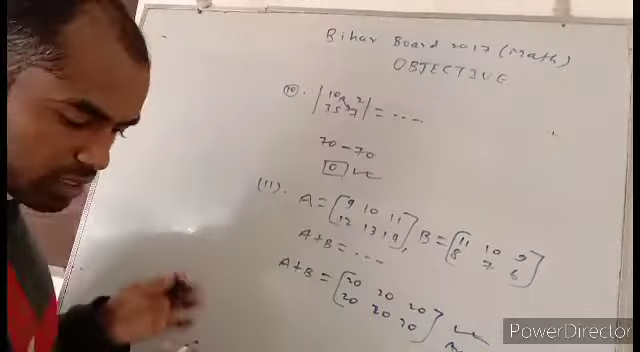 Bihar Board 2017 (Math)
OBJECTIVE
(10). | 10 2 |
| 35 7 | = ....
70 - 70
0
(11). A = [ 9 10 11 ] B = [ 11 10 9 ]
[ 12 13 14 ] , [ 8 7 6 ]
A+B = ...
A+B = [ 20 20 20 ]
[ 20 20 20 ]
PowerDirector